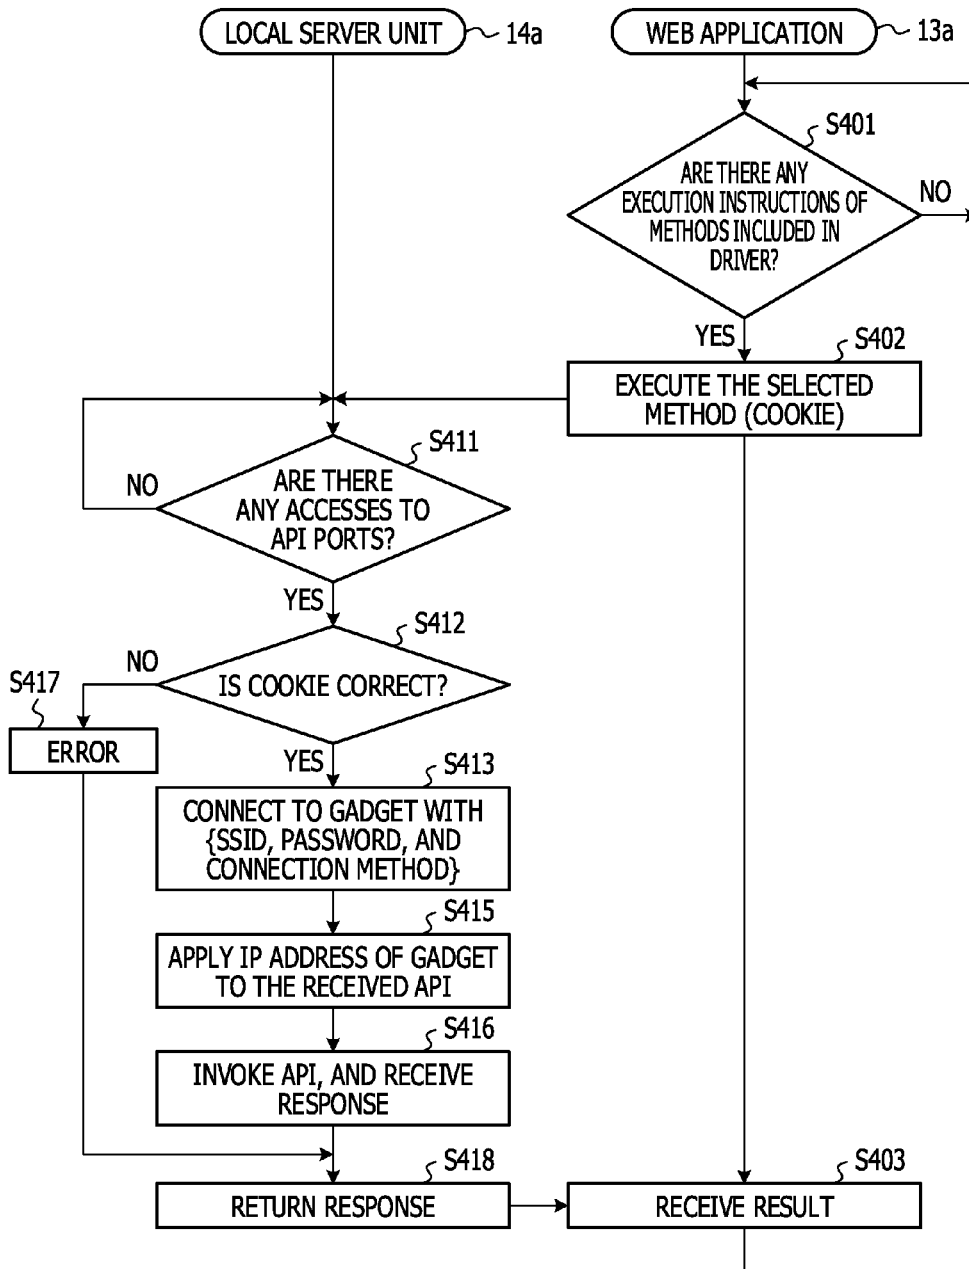 LOCAL SERVER UNIT
14a
WEB APPLICATION
13a
S401
ARE THERE ANY
EXECUTION INSTRUCTIONS OF
METHODS INCLUDED IN
DRIVER?
NO
YES
S402
EXECUTE THE SELECTED
METHOD (COOKIE)
S411
ARE THERE
ANY ACCESSES TO
API PORTS?
NO
YES
S412
IS COOKIE CORRECT?
NO
S417
ERROR
YES
S413
CONNECT TO GADGET WITH
{SSID, PASSWORD, AND
CONNECTION METHOD}
S415
APPLY IP ADDRESS OF GADGET
TO THE RECEIVED API
S416
INVOKE API, AND RECEIVE
RESPONSE
S418
RETURN RESPONSE
S403
RECEIVE RESULT